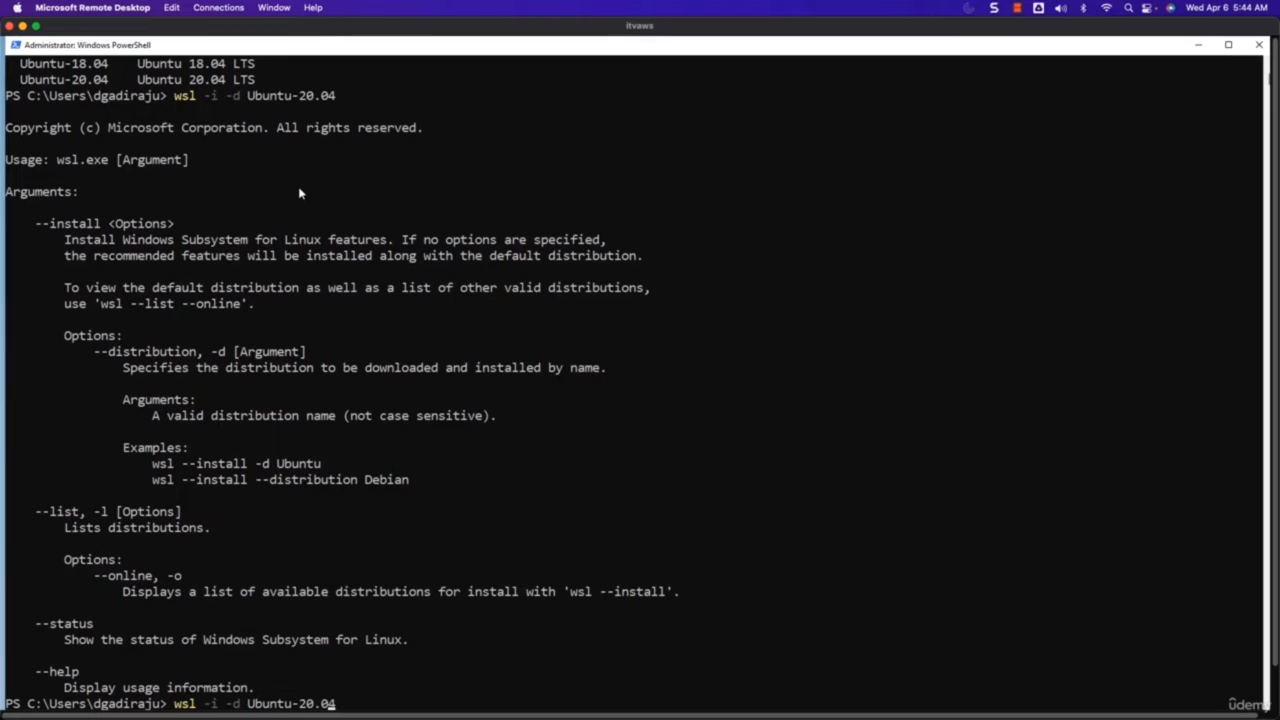 Microsoft Remote Desktop Edit Connections Window Help Wed Apr 6 5:44 AM
itvaws
Administrator: Windows PowerShell
Ubuntu-18.04 Ubuntu 18.04 LTS
Ubuntu-20.04 Ubuntu 20.04 LTS
PS C:\Users\dgadiraju> wsl -i -d Ubuntu-20.04
Copyright (c) Microsoft Corporation. All rights reserved.
Usage: wsl.exe [Argument]
Arguments:
--install <Options>
Install Windows Subsystem for Linux features. If no options are specified,
the recommended features will be installed along with the default distribution.
To view the default distribution as well as a list of other valid distributions,
use 'wsl --list --online'.
Options:
--distribution, -d [Argument]
Specifies the distribution to be downloaded and installed by name.
Arguments:
A valid distribution name (not case sensitive).
Examples:
wsl --install -d Ubuntu
wsl --install --distribution Debian
--list, -l [Options]
Lists distributions.
Options:
--online, -o
Displays a list of available distributions for install with 'wsl --install'.
--status
Show the status of Windows Subsystem for Linux.
--help
Display usage information.
PS C:\Users\dgadiraju> wsl -i -d Ubuntu-20.04
ûdemy